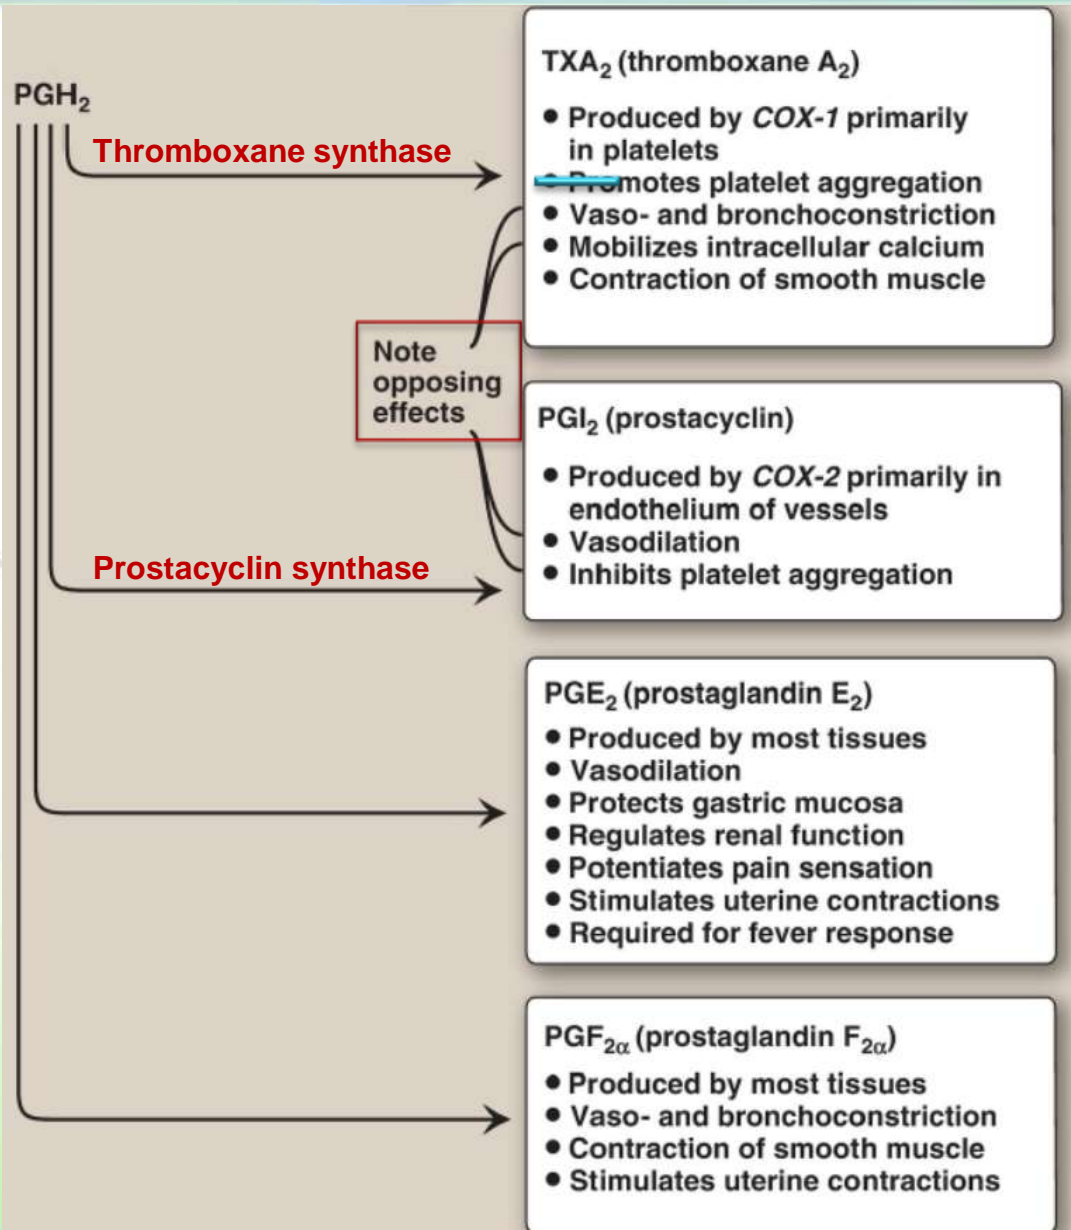 PGH₂
Thromboxane synthase
TXA₂ (thromboxane A₂)
• Produced by COX-1 primarily
in platelets
• Promotes platelet aggregation
• Vaso- and bronchoconstriction
• Mobilizes intracellular calcium
• Contraction of smooth muscle
Note
opposing
effects
PGI₂ (prostacyclin)
• Produced by COX-2 primarily in
endothelium of vessels
• Vasodilation
• Inhibits platelet aggregation
Prostacyclin synthase
PGE₂ (prostaglandin E₂)
• Produced by most tissues
• Vasodilation
• Protects gastric mucosa
• Regulates renal function
• Potentiates pain sensation
• Stimulates uterine contractions
• Required for fever response
PGF₂α (prostaglandin F₂α)
• Produced by most tissues
• Vaso- and bronchoconstriction
• Contraction of smooth muscle
• Stimulates uterine contractions